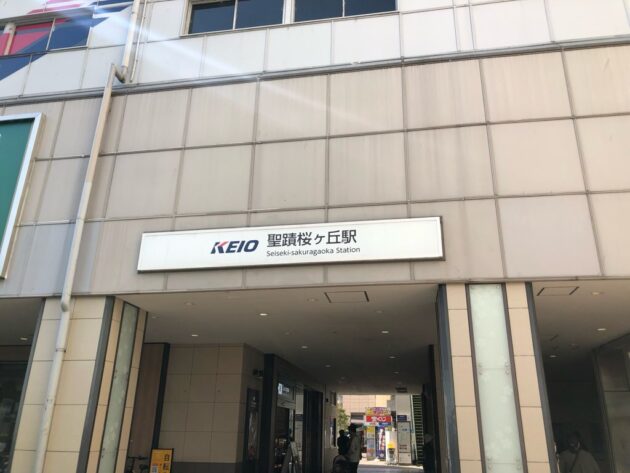 KEIO 聖蹟桜ヶ丘駅
Seiseki-sakuragaoka Station